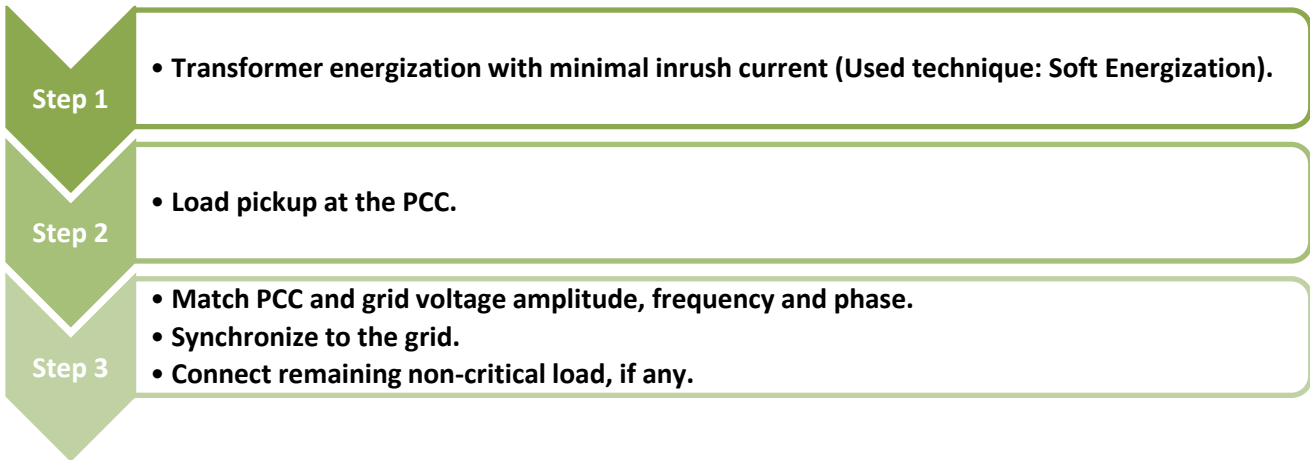 Step 1
• Transformer energization with minimal inrush current (Used technique: Soft Energization).
Step 2
• Load pickup at the PCC.
Step 3
• Match PCC and grid voltage amplitude, frequency and phase.
• Synchronize to the grid.
• Connect remaining non-critical load, if any.